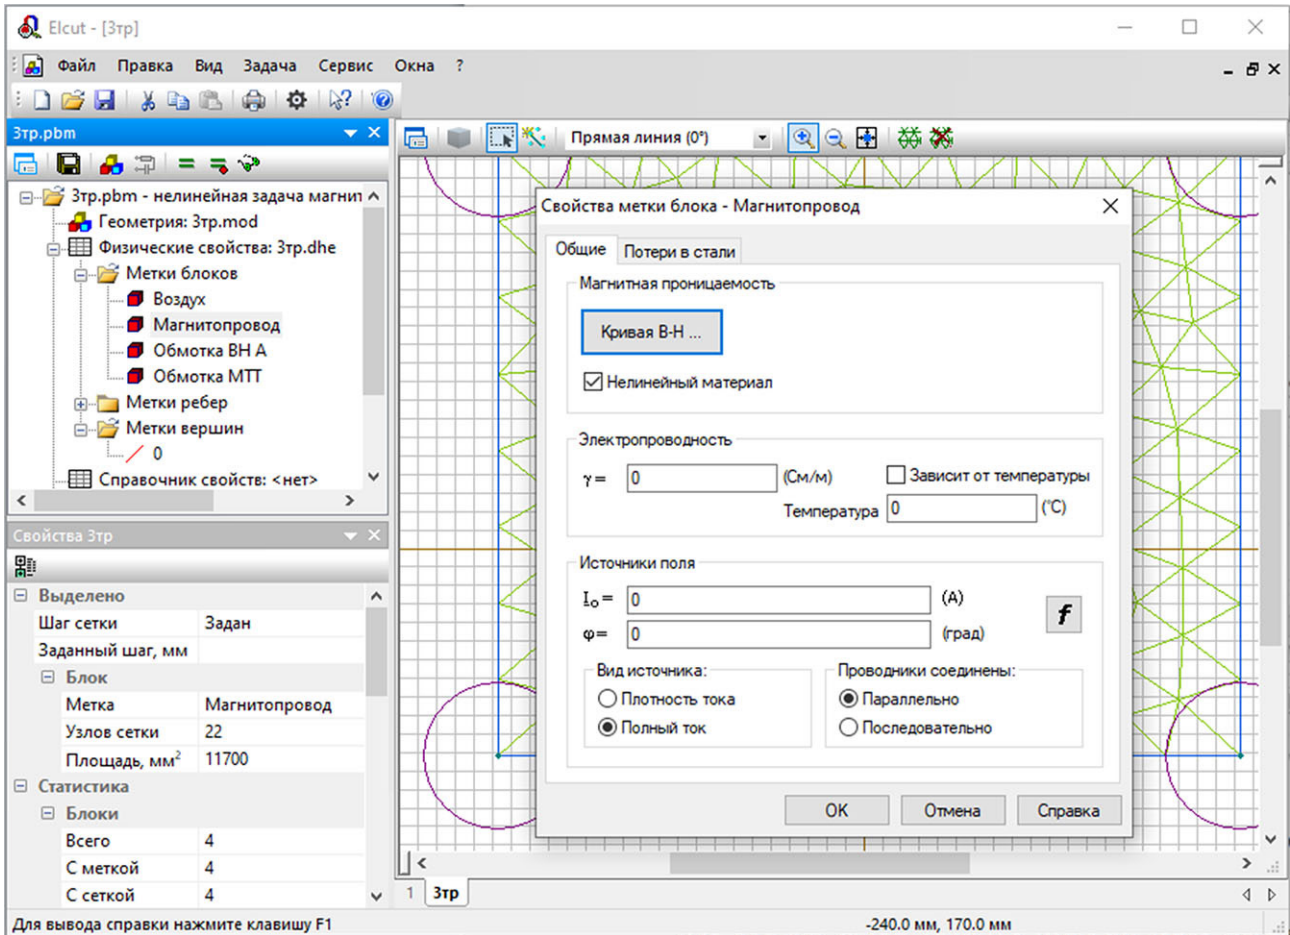 Elcut - [3тр]
Файл Правка Вид Задача Сервис Окна ?
3тр.pbm
Прямая линия (0°)
3тр.pbm - нелинейная задача магнит
Геометрия: 3тр.mod
Физические свойства: 3тр.dhe
Метки блоков
Воздух
Магнитопровод
Обмотка ВН А
Обмотка МТТ
Метки ребер
Метки вершин
0
Справочник свойств: <нет>
Свойства 3тр
Выделено
Шаг сетки Задан
Заданный шаг, мм
Блок
Метка Магнитопровод
Узлов сетки 22
Площадь, мм² 11700
Статистика
Блоки
Всего 4
С меткой 4
С сеткой 4
Свойства метки блока - Магнитопровод
Общие Потери в стали
Магнитная проницаемость
Кривая B-H ...
Нелинейный материал
Электропроводность
γ = 0 (См/м) Зависит от температуры
Температура 0 (°C)
Источники поля
I₀ = 0 (А)
f
φ= 0 (град)
Вид источника: Проводники соединены:
Плотность тока Параллельно
Полный ток Последовательно
OK Отмена Справка
1 3тр
Для вывода справки нажмите клавишу F1 -240.0 мм, 170.0 мм